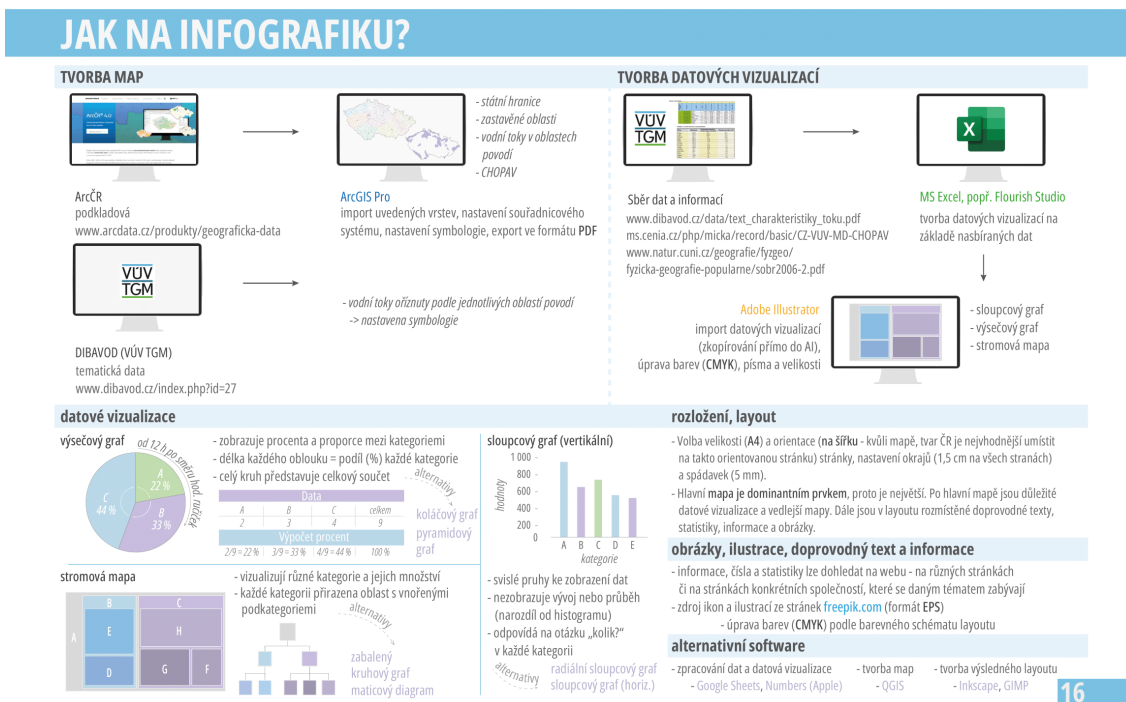 JAK NA INFOGRAFIKU?
TVORBA MAP
ArcČR
podkladová
www.arcdata.cz/produkty/geograficka-data
- státní hranice
- zastavěné oblasti
- vodní toky v oblastech
povodí
- CHOPAV
ArcGIS Pro
import uvedených vrstev, nastavení souřadnicového
systému, nastavení symbologie, export ve formátu PDF
VÚV
TGM
DIBAVOD (VÚV TGM)
tematická data
www.dibavod.cz/index.php?id=27
- vodní toky oříznuty podle jednotlivých oblastí povodí
-> nastavena symbologie
TVORBA DATOVÝCH VIZUALIZACÍ
VÚV
TGM
Sběr dat a informací
www.dibavod.cz/data/text_charakteristiky_toku.pdf
ms.cenia.cz/php/micka/record/basic/CZ-VUV-MD-CHOPAV
www.natur.cuni.cz/geografie/fyzgeo/
fyzicka-geografie-popularne/sobr2006-2.pdf
X
MS Excel, popř. Flourish Studio
tvorba datových vizualizací na
základě nasbíraných dat
Adobe Illustrator
import datových vizualizací
(zkopírování přímo do AI),
úprava barev (CMYK), písma a velikosti
- sloupcový graf
- výsečový graf
- stromová mapa
datové vizualizace
výsečový graf
od 12 h po směru hod. ručiček
A
22 %
B
33 %
C
44 %
- zobrazuje procenta a proporce mezi kategoriemi
- délka každého oblouku = podíl (%) každé kategorie
- celý kruh představuje celkový součet
Data
A B C celkem
2 3 4 9
Výpočet procent
2/9 = 22 % 3/9 = 33 % 4/9 = 44 % 100 %
alternativy
koláčový graf
pyramidový
graf
stromová mapa
A
B
C
E
H
D
G
F
- vizualizují různé kategorie a jejich množství
- každé kategorii přirazena oblast s vnořenými
podkategoriemi
alternativy
zabalený
kruhový graf
maticový diagram
sloupcový graf (vertikální)
hodnoty
1 000
800
600
400
200
0
A B C D E
kategorie
- svislé pruhy ke zobrazení dat
- nezobrazuje vývoj nebo průběh
(narozdíl od histogramu)
- odpovídá na otázku „kolik?“
v každé kategorii
alternativy
radiální sloupcový graf
sloupcový graf (horiz.)
rozložení, layout
- Volba velikosti (A4) a orientace (na šířku - kvůli mapě, tvar ČR je nejvhodnější umístit
na takto orientovanou stránku) stránky, nastavení okrajů (1,5 cm na všech stranách)
a spádavek (5 mm).
- Hlavní mapa je dominantním prvkem, proto je největší. Po hlavní mapě jsou důležité
datové vizualizace a vedlejší mapy. Dále jsou v layoutu rozmístěné doprovodné texty,
statistiky, informace a obrázky.
obrázky, ilustrace, doprovodný text a informace
- informace, čísla a statistiky lze dohledat na webu - na různých stránkách
či na stránkách konkrétních společností, které se daným tématem zabývají
- zdroj ikon a ilustrací ze stránek freepik.com (formát EPS)
- úprava barev (CMYK) podle barevného schématu layoutu
alternativní software
- zpracování dat a datová vizualizace
- Google Sheets, Numbers (Apple)
- tvorba map
- QGIS
- tvorba výsledného layoutu
- Inkscape, GIMP
16